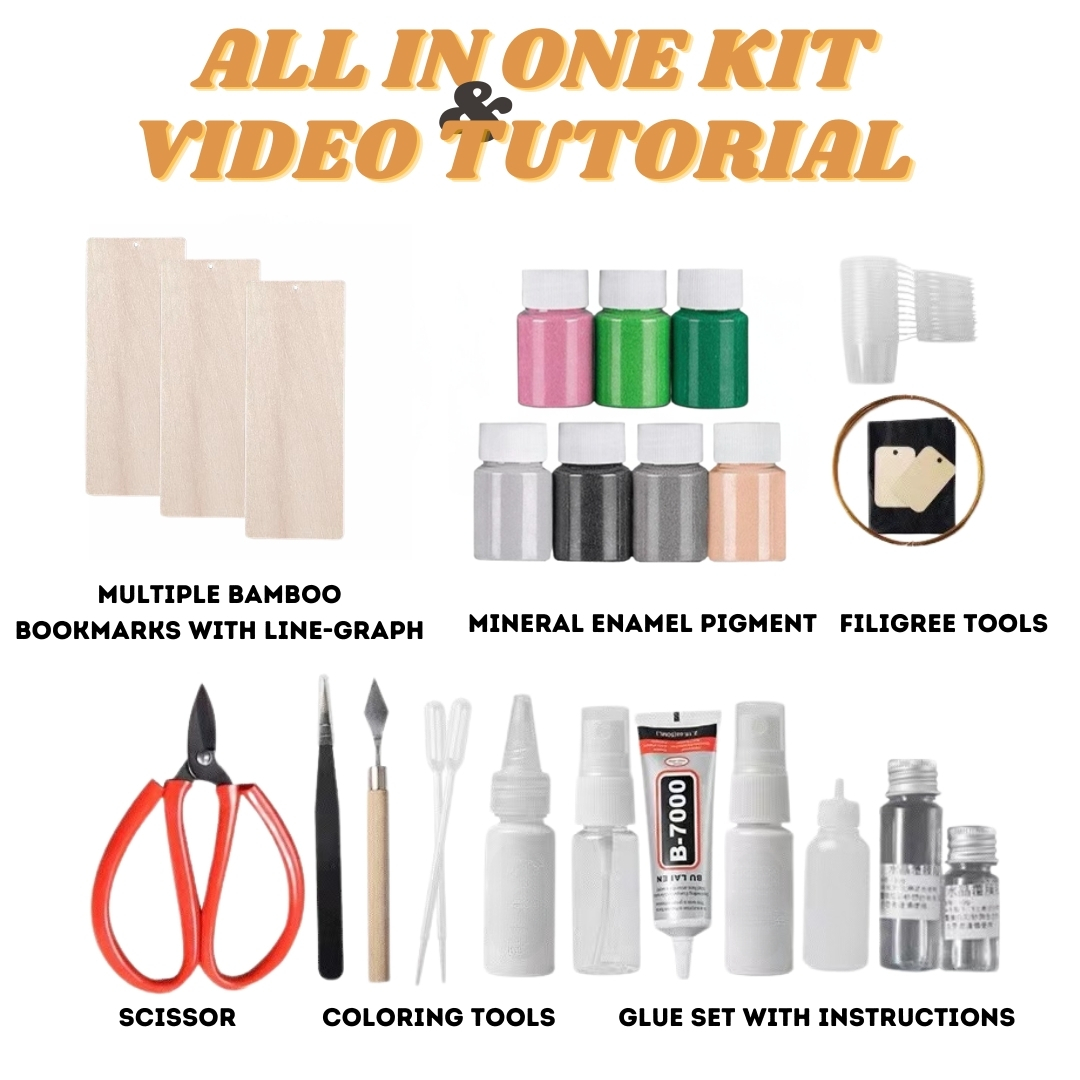 ALL IN ONE KIT
&
VIDEO TUTORIAL
MULTIPLE BAMBOO
BOOKMARKS WITH LINE-GRAPH
MINERAL ENAMEL PIGMENT
FILIGREE TOOLS
B-7000
SCISSOR
COLORING TOOLS
GLUE SET WITH INSTRUCTIONS